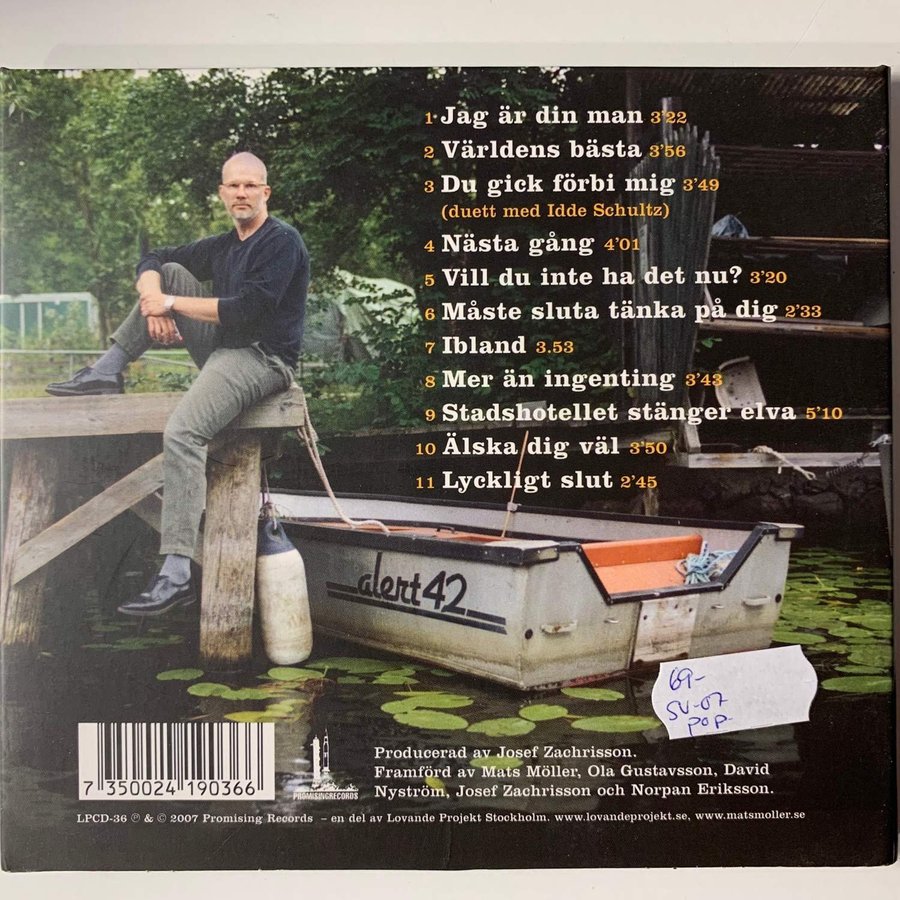 1 Jag är din man 3'22
2 Världens bästa 3'56
3 Du gick förbi mig 3'49
(duett med Idde Schultz)
4 Nästa gång 4'01
5 Vill du inte ha det nu? 3'20
6 Måste sluta tänka på dig 2'33
7 Ibland 3.53
8 Mer än ingenting 3'43
9 Stadshotellet stänger elva 5'10
10 Älska dig väl 3'50
11 Lyckligt slut 2'45
alert 42
69-
SV-07
POP-
7 350024 190366
PROMISINGRECORDS
Producerad av Josef Zachrisson.
Framförd av Mats Möller, Ola Gustavsson, David
Nyström, Josef Zachrisson och Norpan Eriksson.
LPCD-36 ℗ & © 2007 Promising Records – en del av Lovande Projekt Stockholm. www.lovandeprojekt.se, www.matsmoller.se